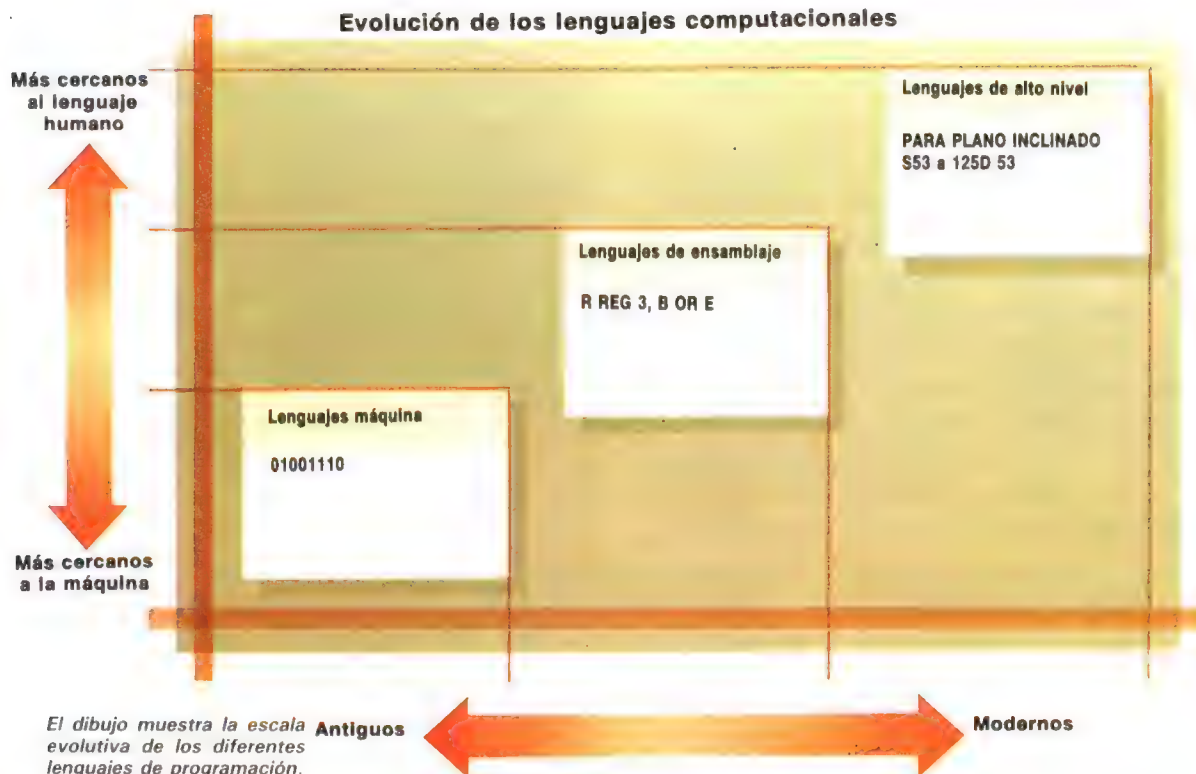 Evolución de los lenguajes computacionales
Más cercanos
al lenguaje
humano
Lenguajes de alto nivel
PARA PLANO INCLINADO
S53 a 125D 53
Lenguajes de ensamblaje
R REG 3, B OR E
Lenguajes máquina
01001110
Más cercanos
a la máquina
El dibujo muestra la escala
evolutiva de los diferentes
lenguajes de programación.
Antiguos
Modernos